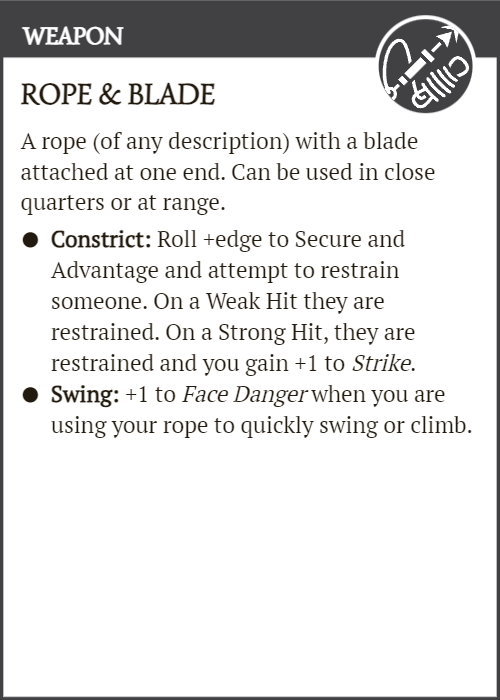 WEAPON
ROPE & BLADE
A rope (of any description) with a blade
attached at one end. Can be used in close
quarters or at range.
● Constrict: Roll +edge to Secure and
Advantage and attempt to restrain
someone. On a Weak Hit they are
restrained. On a Strong Hit, they are
restrained and you gain +1 to Strike.
● Swing: +1 to Face Danger when you are
using your rope to quickly swing or climb.